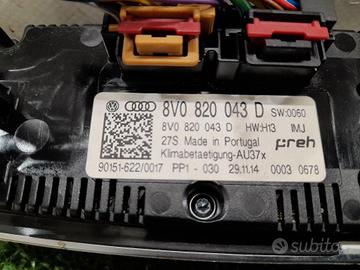 8V0 820 043 D SW:0060
8V0 820 043 D HW:H13 IMJ
27S Made in Portugal preh
Klimabetaetigung-AU37x
90151-622/0017 PP1 - 030 29.11.14 0003 0678
subito